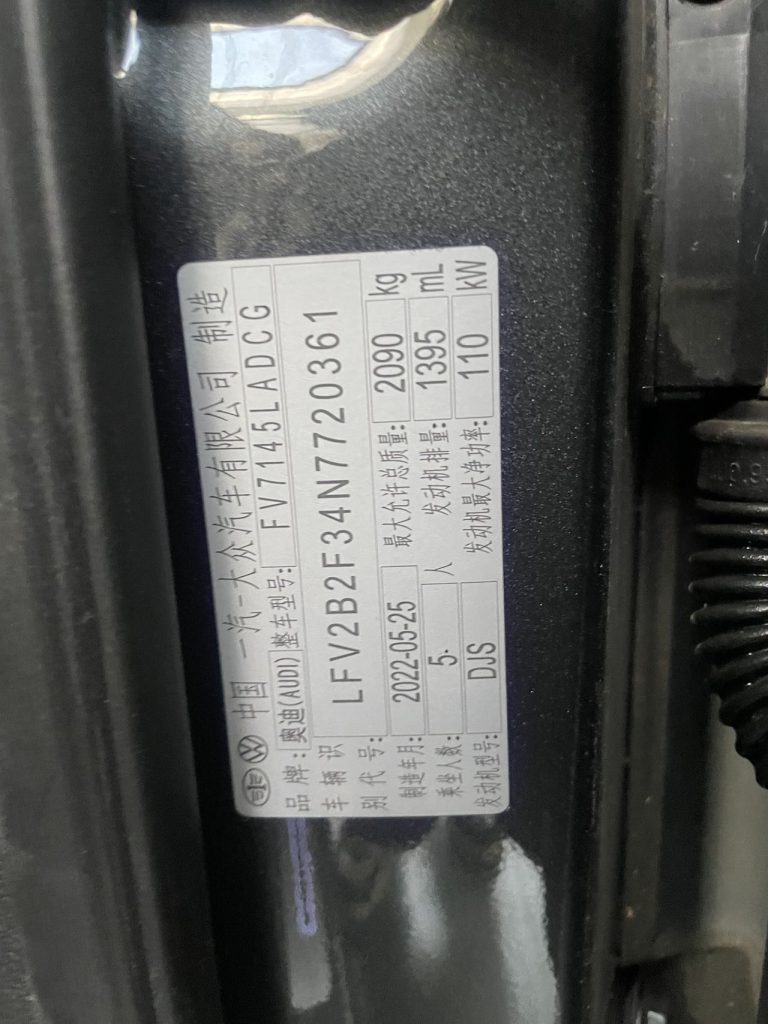 中国 一汽-大众汽车有限公司 制造
品牌: 奥迪(AUDI) 整车型号: FV7145LADCG
车辆识别代号: LFV2B2F34N7720361
制造年月: 2022-05-25 最大允许总质量: 2090 kg
乘坐人数: 5 人 发动机排量: 1395 mL
发动机型号: DJS 发动机最大净功率: 110 kW